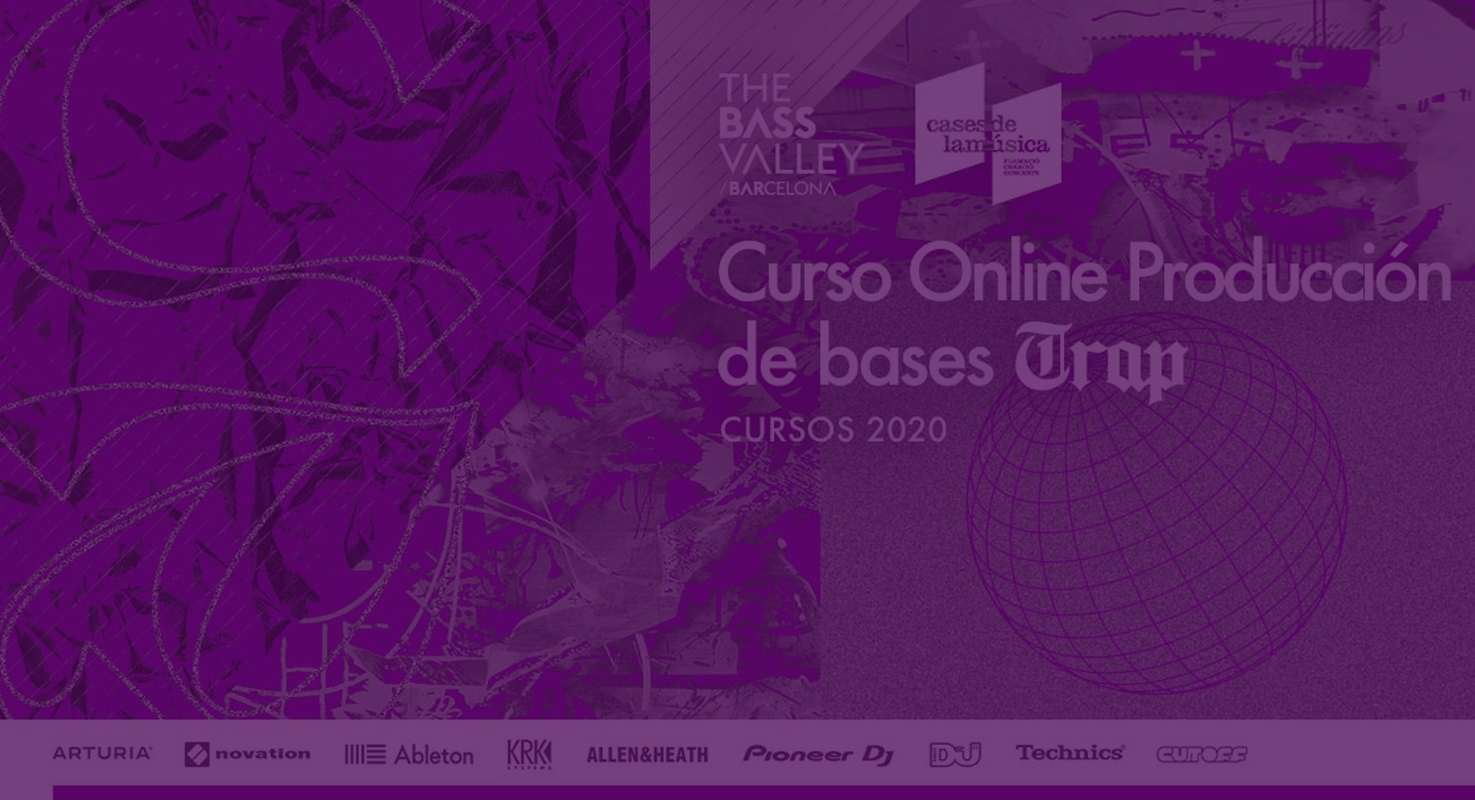 THE
BASS
VALLEY
/BARCELONA
cases de
la música
FORMACIÓ
CREACIÓ
CONCERTS
Curso Online Producción
de bases Trap
CURSOS 2020
ARTURIA novation Ableton KRK SYSTEMS ALLEN&HEATH Pioneer Dj DJ Technics CUTOFF